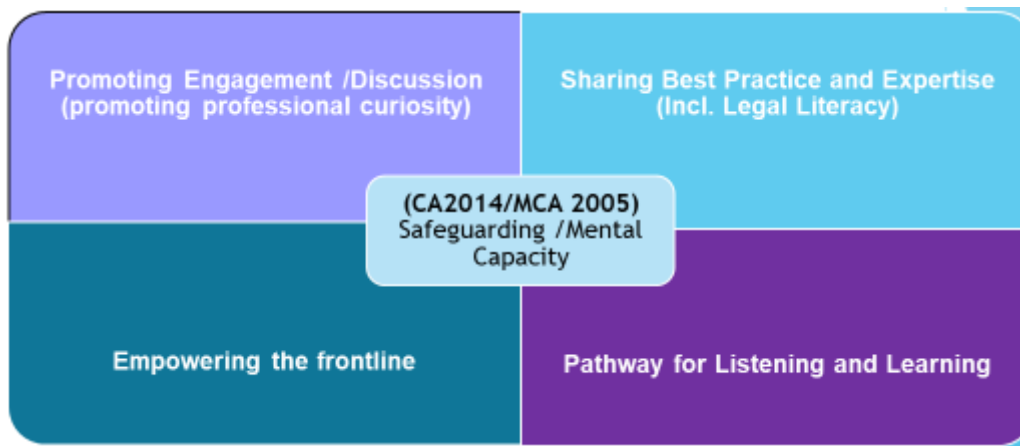 Promoting Engagement /Discussion
(promoting professional curiosity)
Sharing Best Practice and Expertise
(Incl. Legal Literacy)
(CA2014/MCA 2005)
Safeguarding /Mental
Capacity
Empowering the frontline
Pathway for Listening and Learning